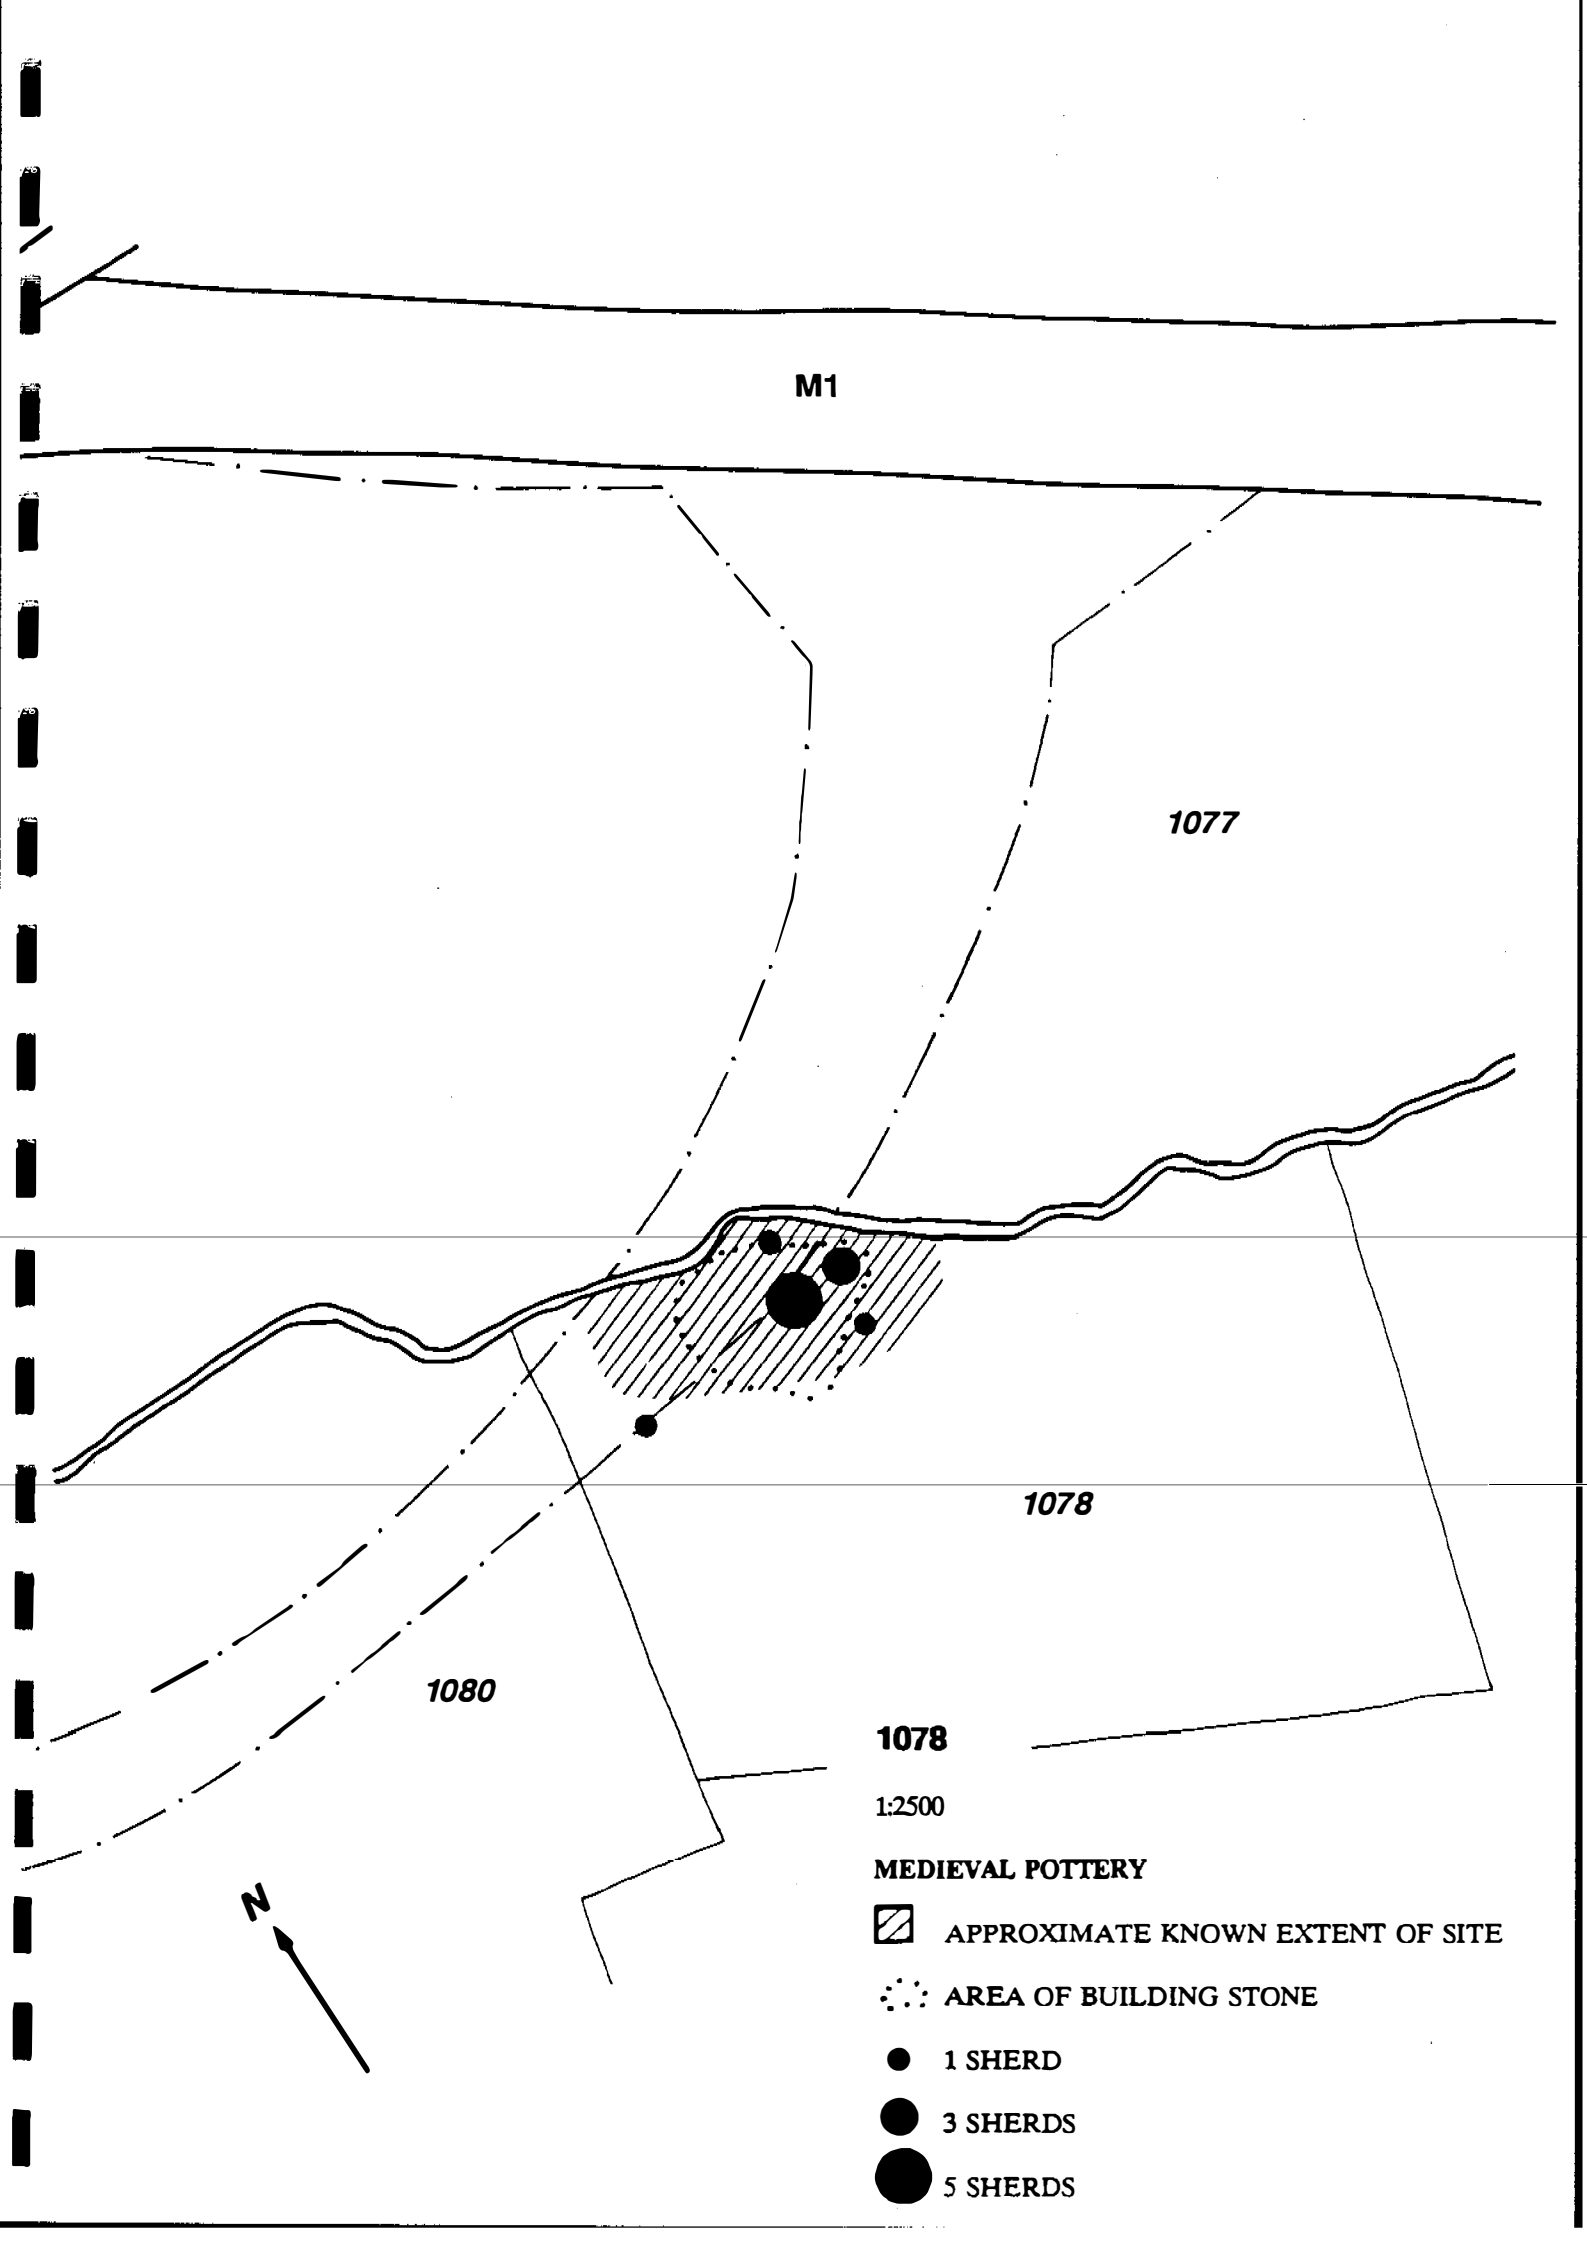 M1
1077
1078
1080
1078
1:2500
N
MEDIEVAL POTTERY
APPROXIMATE KNOWN EXTENT OF SITE
AREA OF BUILDING STONE
1 SHERD
3 SHERDS
5 SHERDS